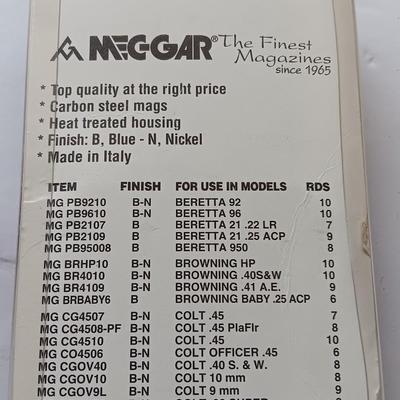 MEC-GAR® The Finest
Magazines
since 1965
* Top quality at the right price
* Carbon steel mags
* Heat treated housing
* Finish: B, Blue - N, Nickel
* Made in Italy
ITEM FINISH FOR USE IN MODELS RDS
MG PB9210 B-N BERETTA 92 10
MG PB9610 B-N BERETTA 96 10
MG PB2107 B BERETTA 21 .22 LR 7
MG PB2109 B BERETTA 21 .25 ACP 9
MG PB95008 B BERETTA 950 8
MG BRHP10 B-N BROWNING HP 10
MG BR4010 B-N BROWNING .40S&W 10
MG BR4109 B-N BROWNING .41 A.E. 9
MG BRBABY6 B BROWNING BABY .25 ACP 6
MG CG4507 B-N COLT .45 7
MG CG4508-PF B-N COLT .45 PlaFlr 8
MG CG4510 B-N COLT .45 10
MG CO4506 B-N COLT OFFICER .45 6
MG CGOV40 B-N COLT .40 S. & W. 8
MG CGOV10 B-N COLT 10 mm 8
MG CGOV9L B-N COLT 9 mm 9
COLT .38 SUPER